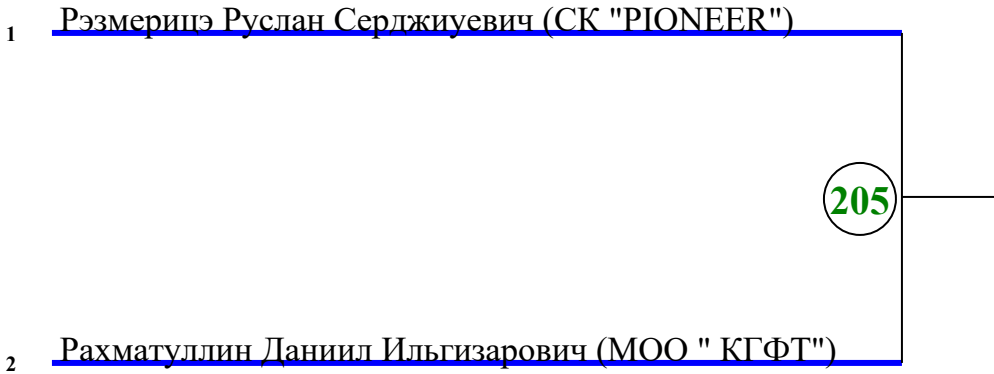 1 Рэзмерицэ Руслан Серджиуевич (СК "PIONEER")
205
2 Рахматуллин Даниил Ильгизарович (МОО " КГФТ")